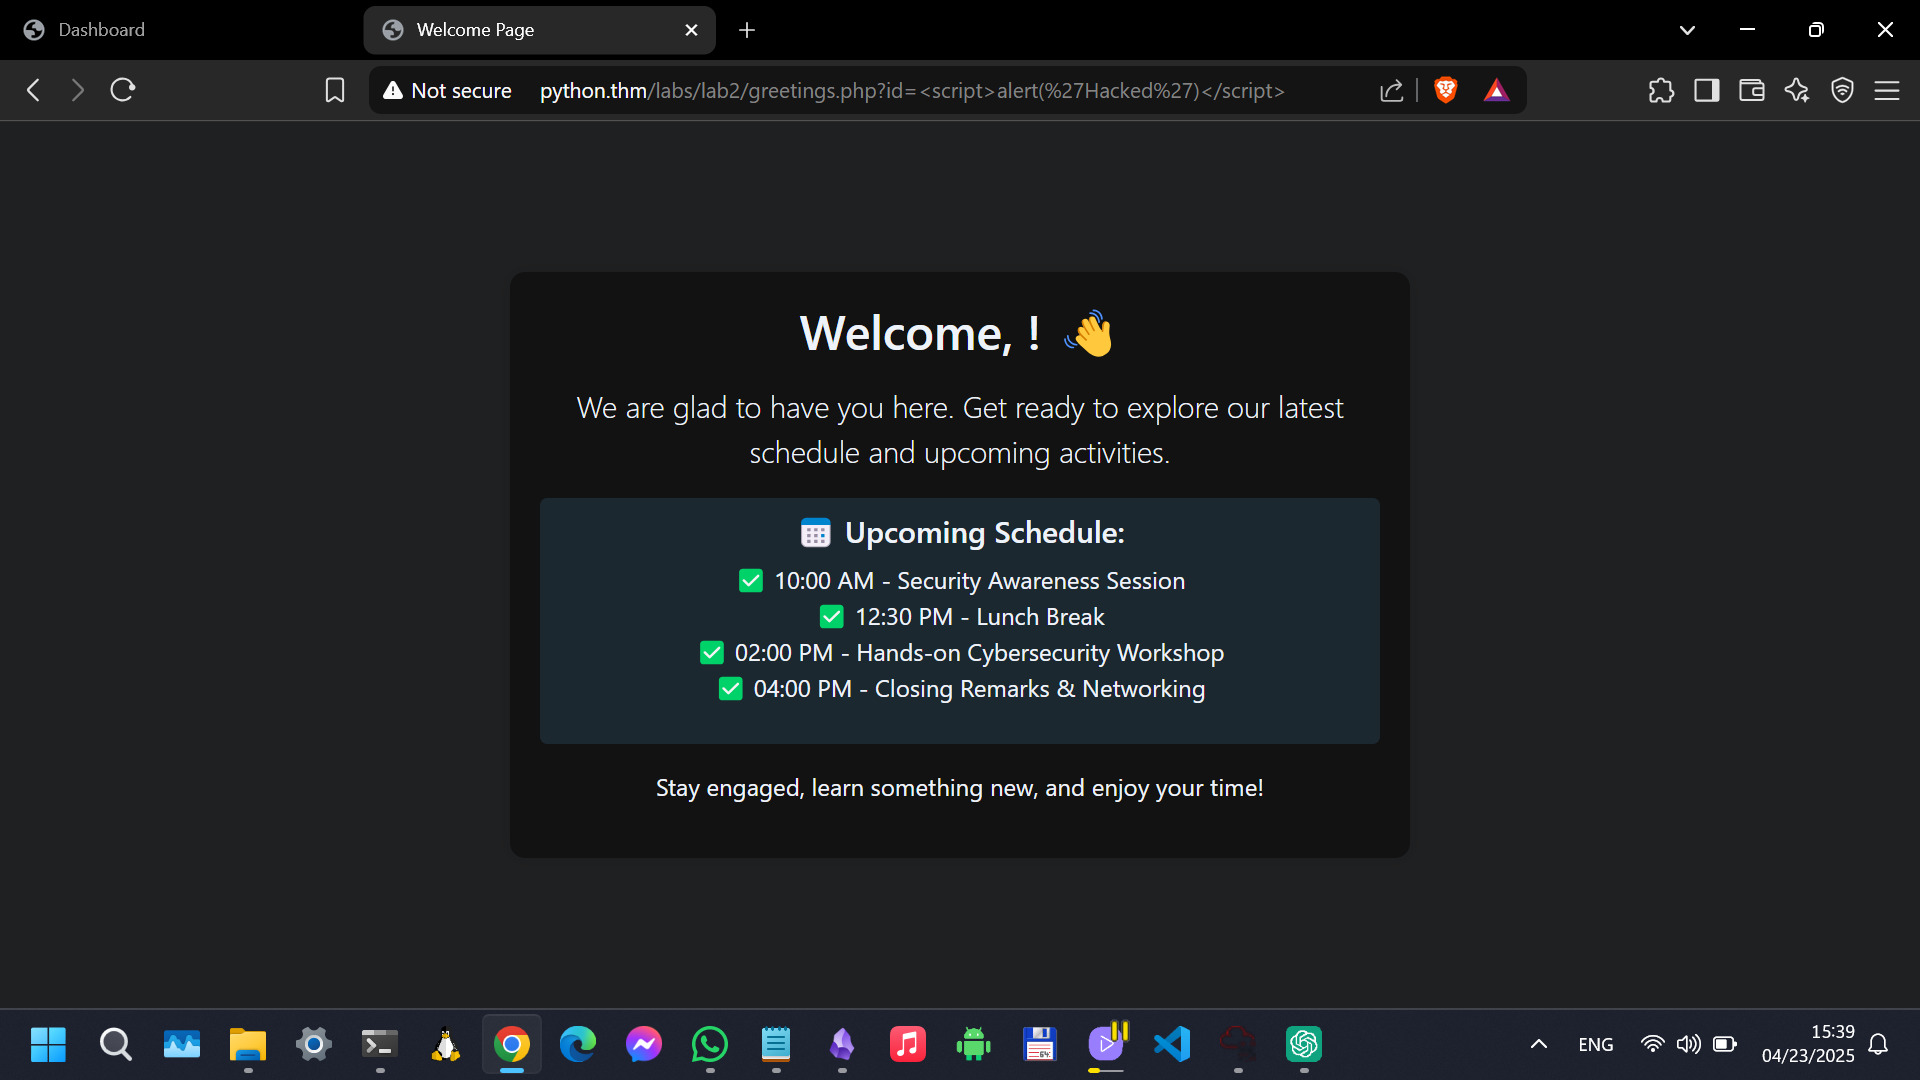 Dashboard
Welcome Page
Not secure
python.thm/labs/lab2/greetings.php?id=<script>alert(%27Hacked%27)</script>
Welcome, ! 👋
We are glad to have you here. Get ready to explore our latest
schedule and upcoming activities.
Upcoming Schedule:
✅ 10:00 AM - Security Awareness Session
✅ 12:30 PM - Lunch Break
✅ 02:00 PM - Hands-on Cybersecurity Workshop
✅ 04:00 PM - Closing Remarks & Networking
Stay engaged, learn something new, and enjoy your time!
64
ENG
15:39
04/23/2025